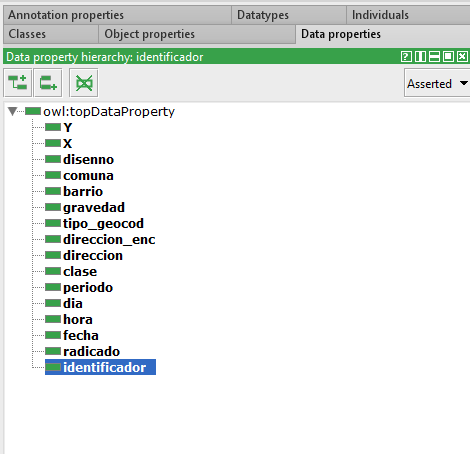 Annotation properties Datatypes Individuals
Classes Object properties Data properties
Data property hierarchy: identificador
Asserted
owl:topDataProperty
Y
X
disenno
comuna
barrio
gravedad
tipo_geocod
direccion_enc
direccion
clase
periodo
dia
hora
fecha
radicado
identificador